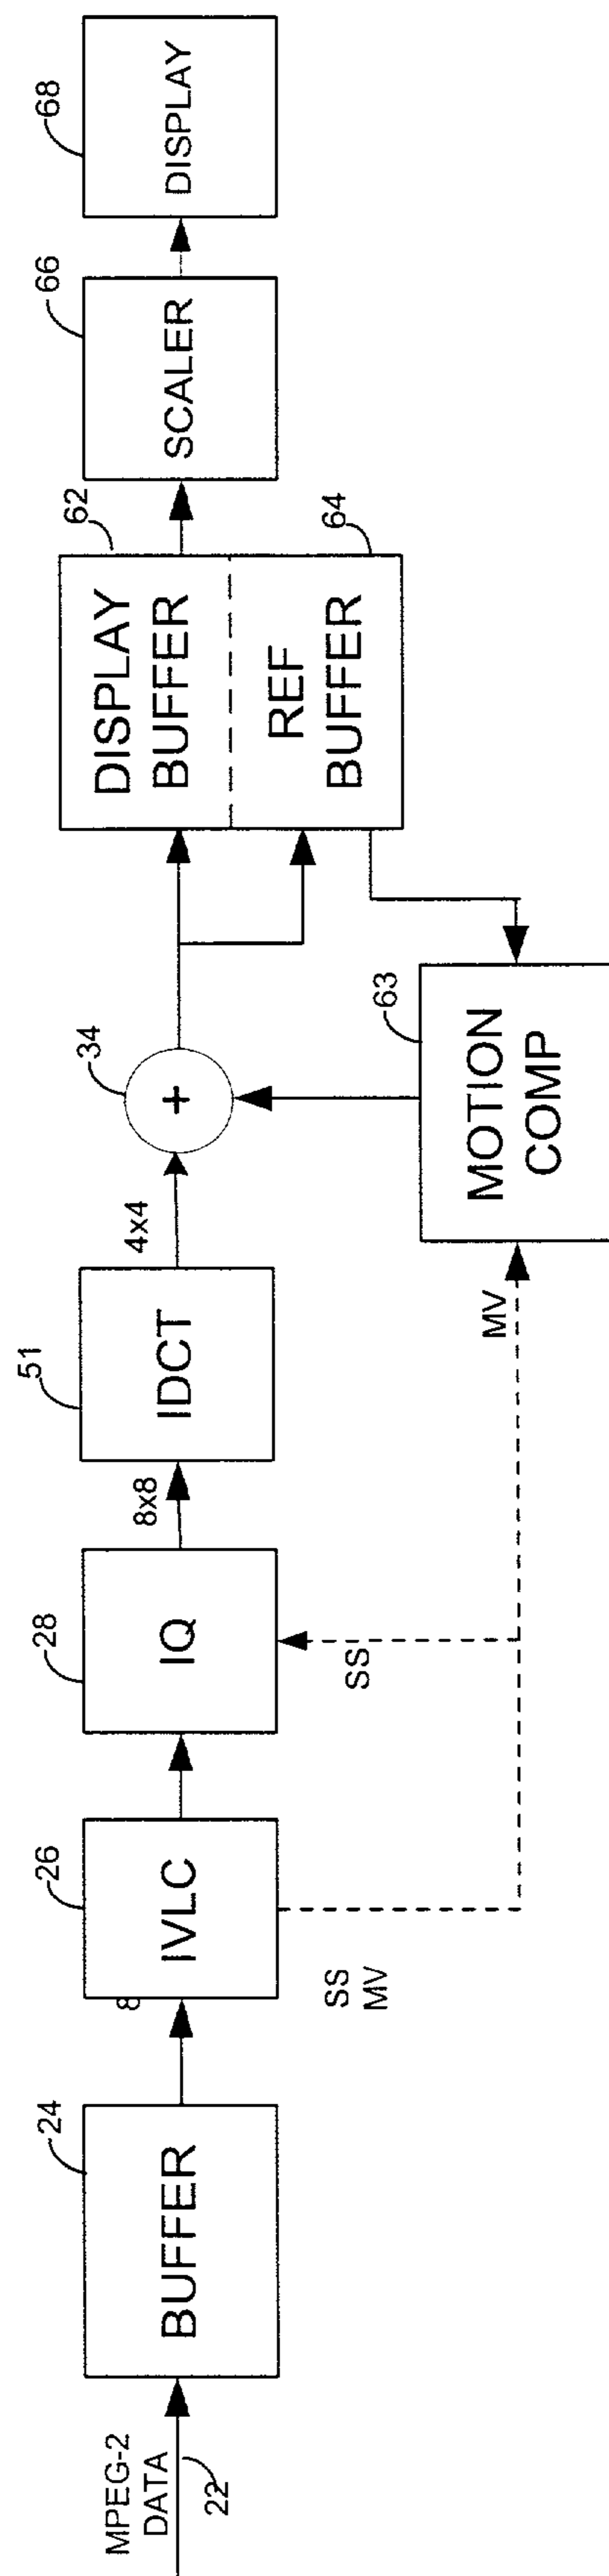 MPEG-2
DATA
22
BUFFER
24
8
IVLC
26
SS
MV
IQ
28
SS
8x8
IDCT
51
4x4
+
34
MV
MOTION
COMP
63
DISPLAY
BUFFER
62
REF
BUFFER
64
SCALER
66
DISPLAY
68